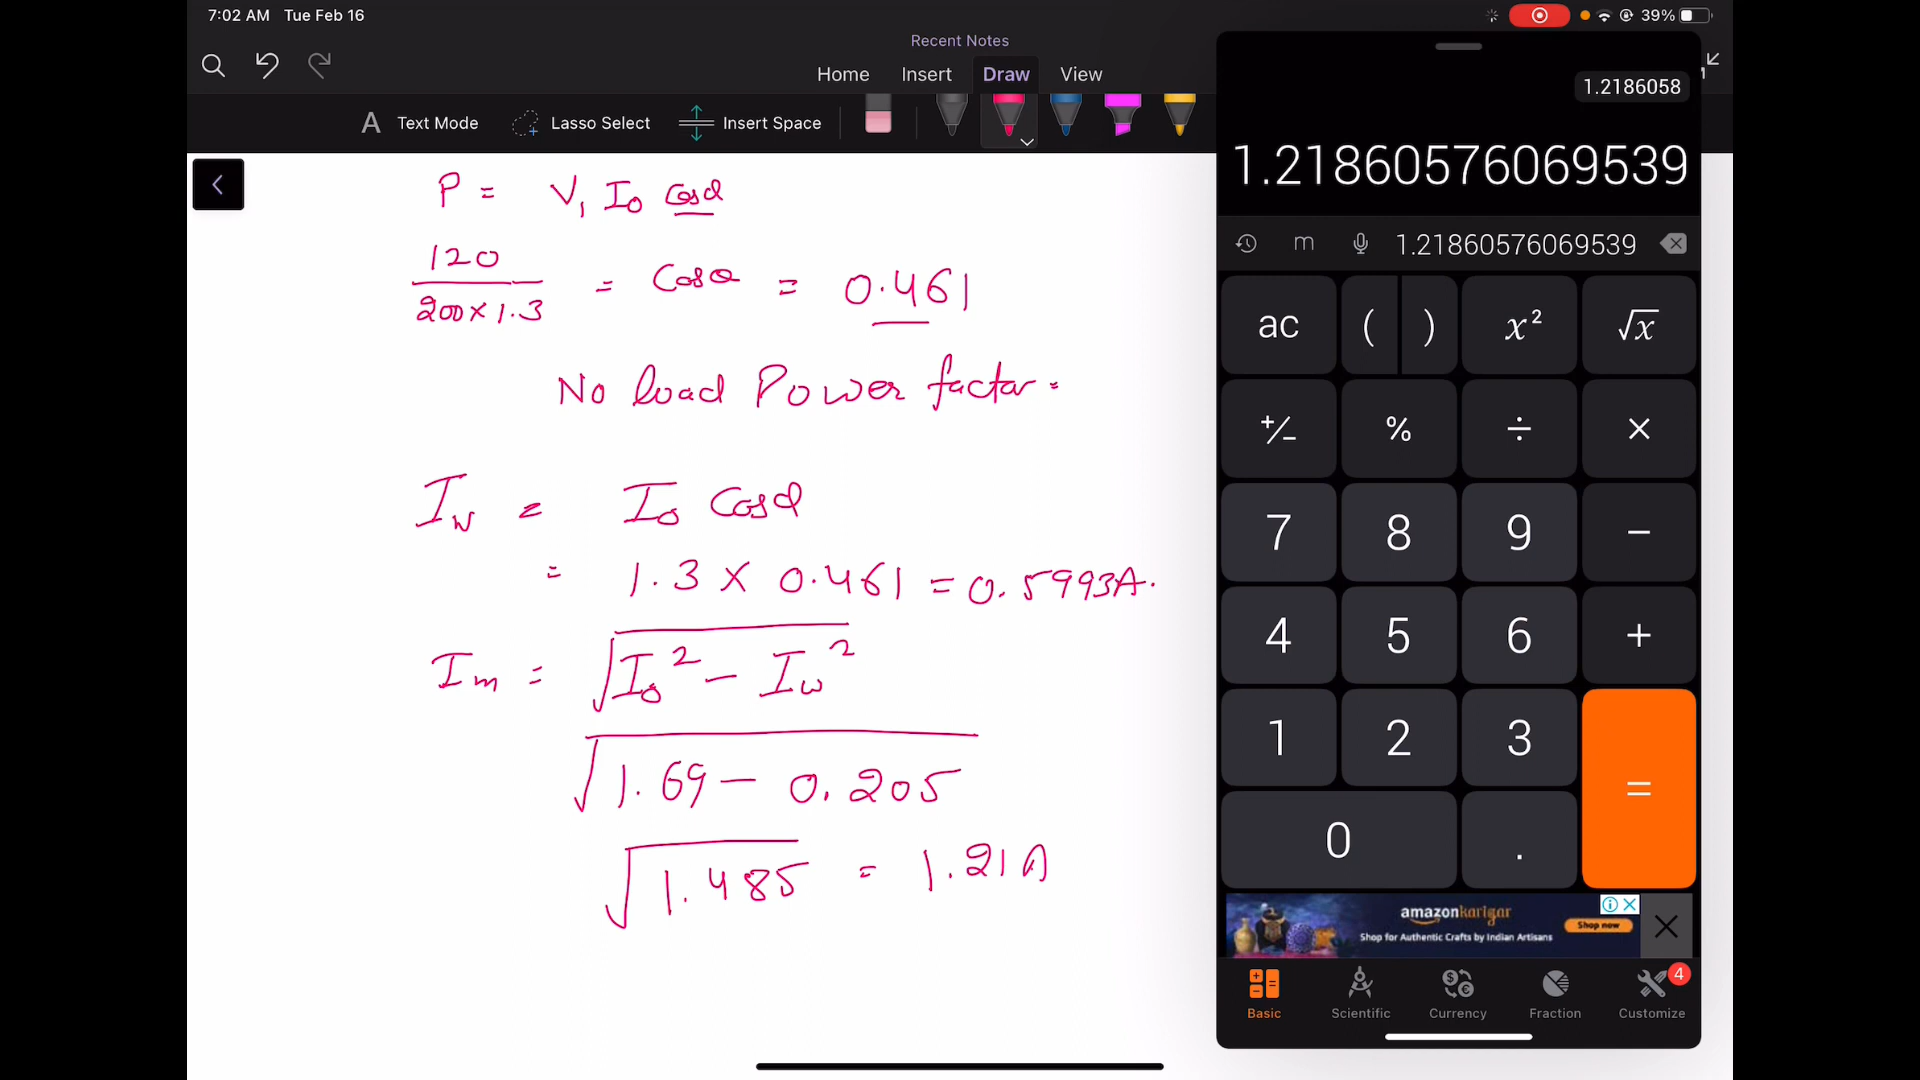 7:02 AM Tue Feb 16
39%
Recent Notes
Home Insert Draw View
A Text Mode Lasso Select Insert Space
P = V₁ I₀ Cosθ
120
200 × 1.3
= Cosθ = 0.461
No load Power factor =
I_w = I₀ Cosθ
= 1.3 × 0.461 = 0.5993A.
I_m = √I₀² − I_w²
√1.69 − 0.205
√1.485 = 1.21A
1.2186058
1.21860576069539
m 1.21860576069539
ac ( ) x² √x
+/− % ÷ ×
7 8 9 −
4 5 6 +
1 2 3 =
0 .
amazonkarigar
Shop for Authentic Crafts by Indian Artisans
Shop now
4
Basic Scientific Currency Fraction Customize